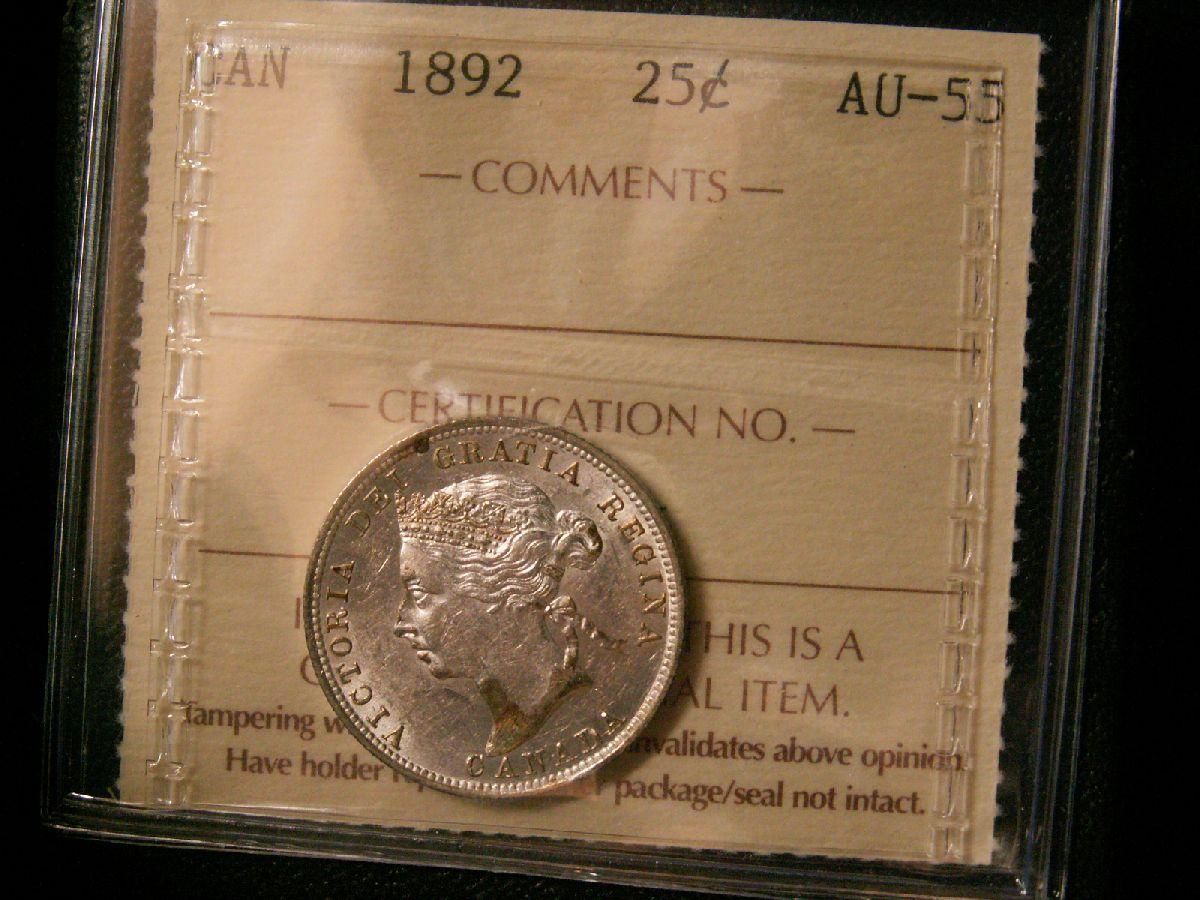 CAN 1892 25¢ AU-55
— COMMENTS —
— CERTIFICATION NO. —
VICTORIA DEI GRATIA REGINA
CANADA
THIS IS A
ITEM.
Tampering invalidates above opinion.
Have holder package/seal not intact.